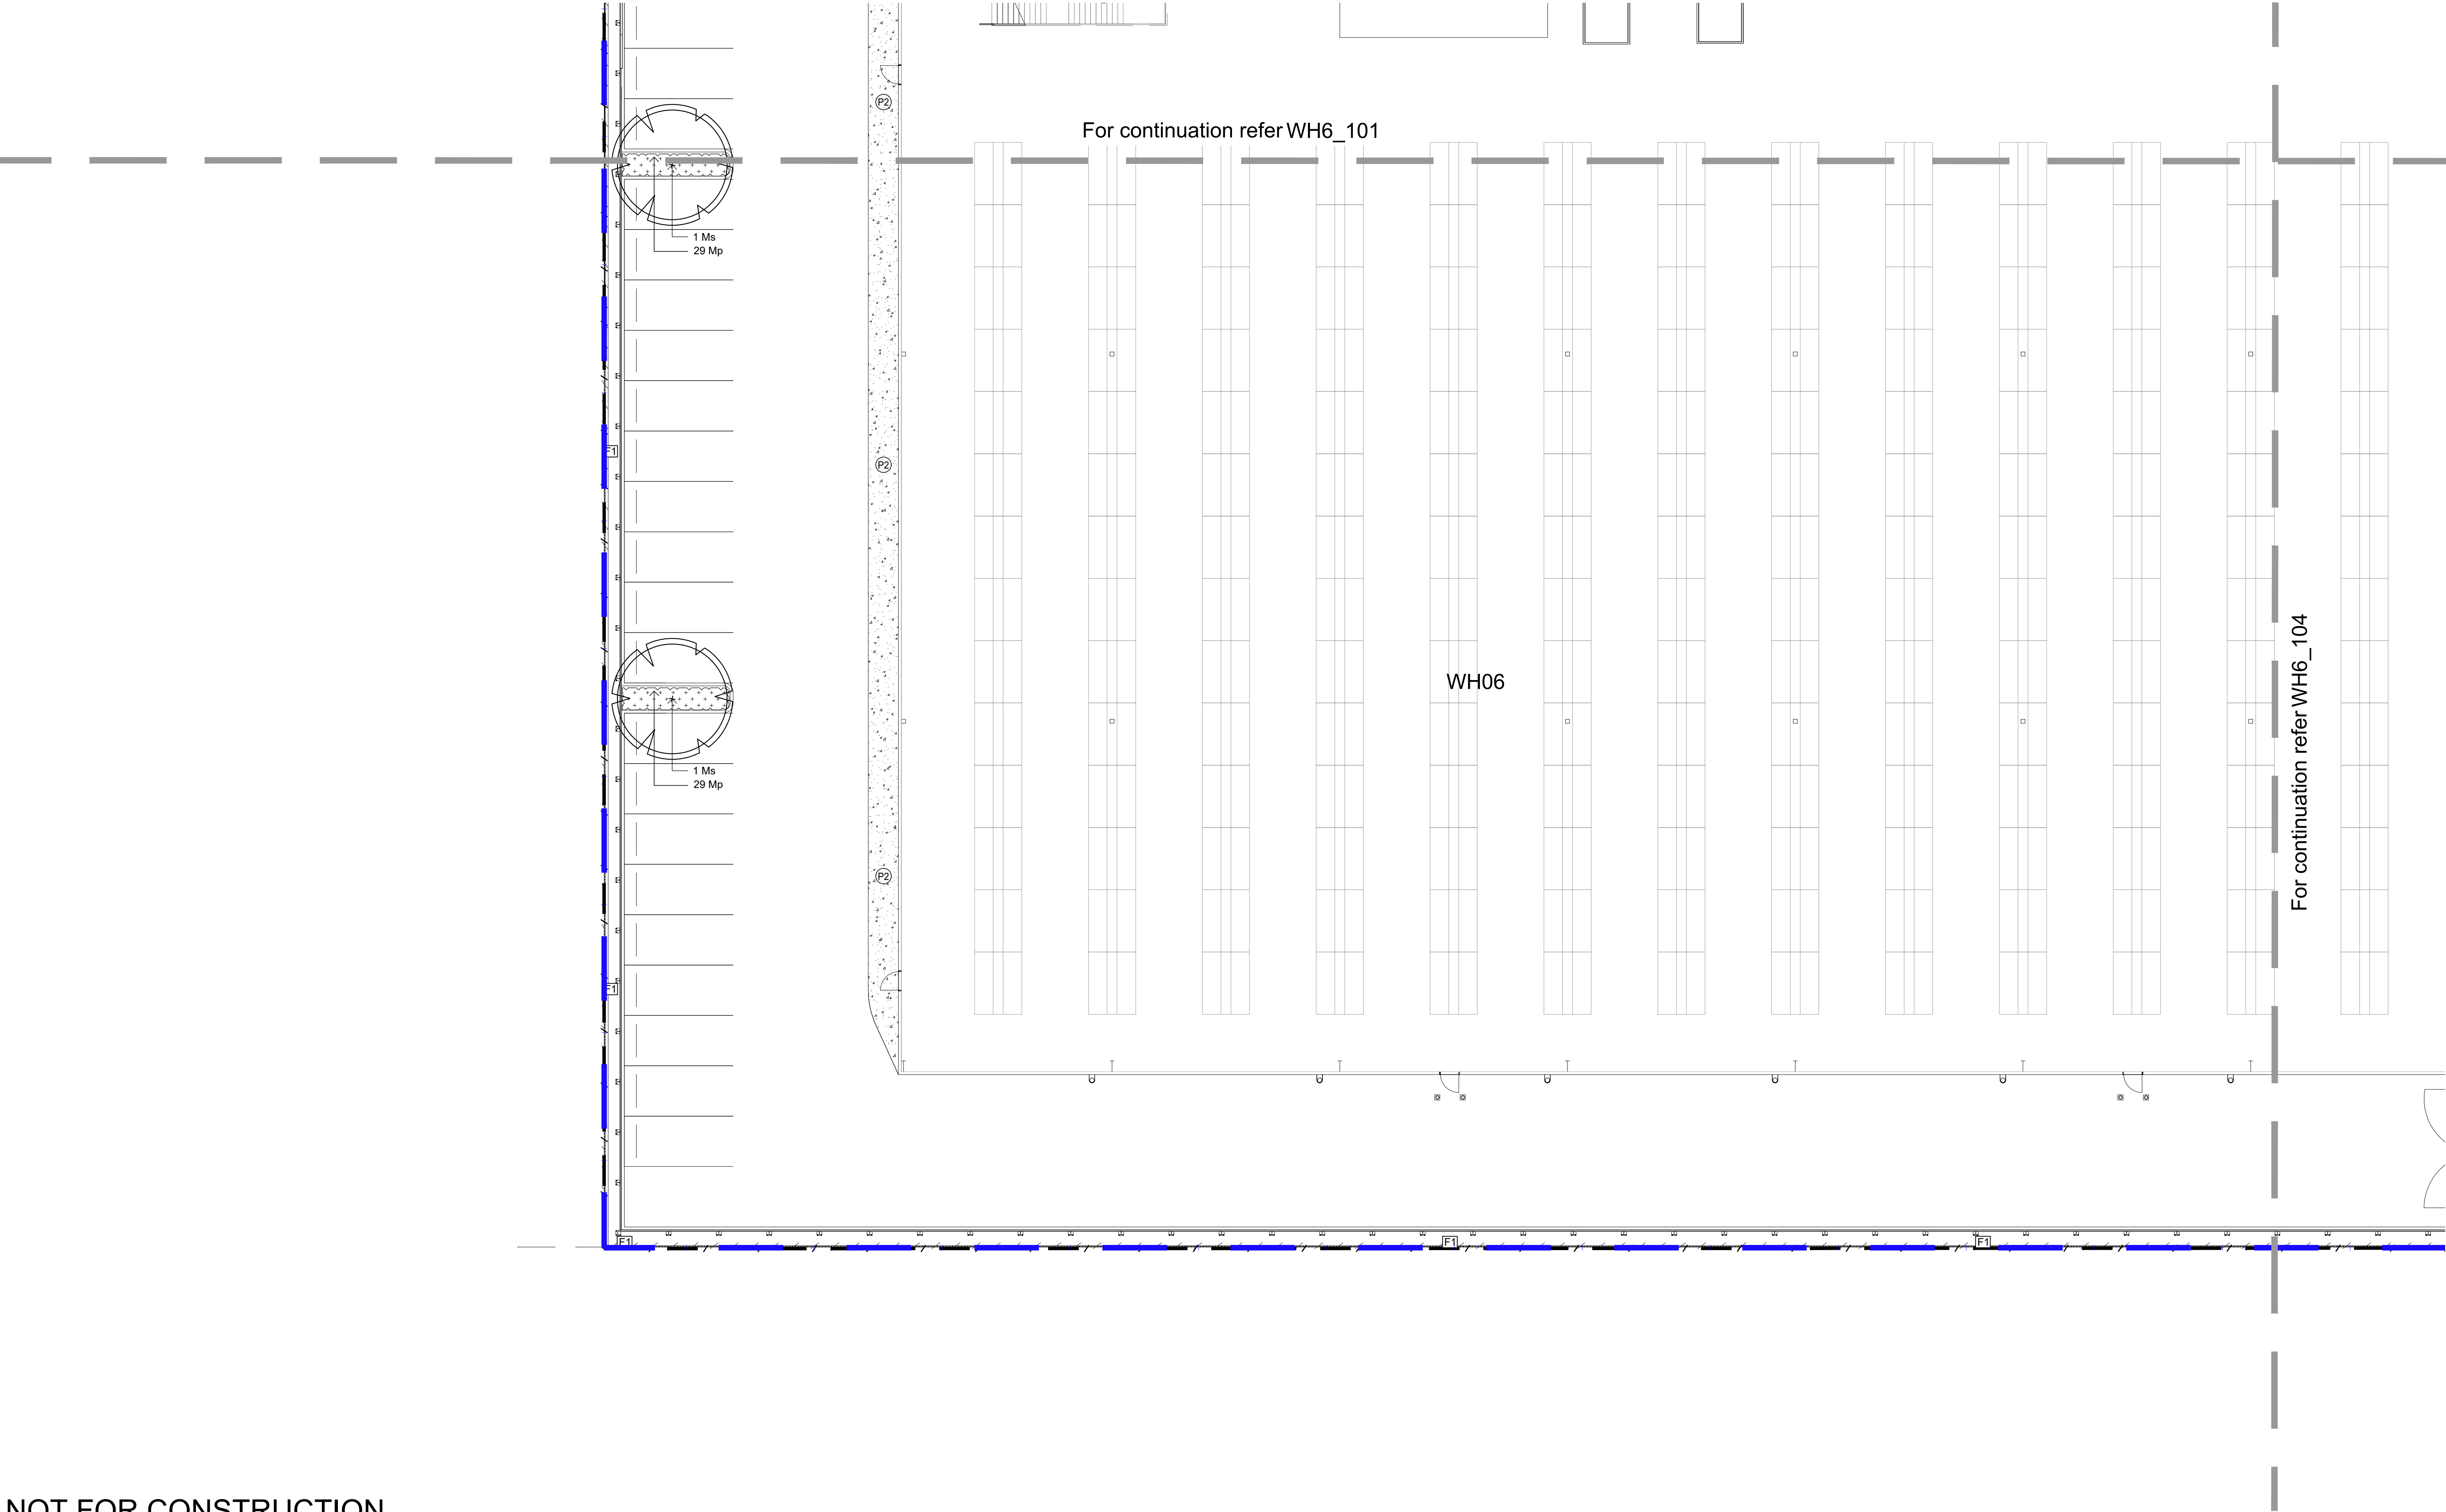 P2
For continuation refer WH6_101
1 Ms
29 Mp
F1
P2
For continuation refer WH6_104
WH06
1 Ms
29 Mp
P2
F1
F1
F1
F1
NOT FOR CONSTRUCTION